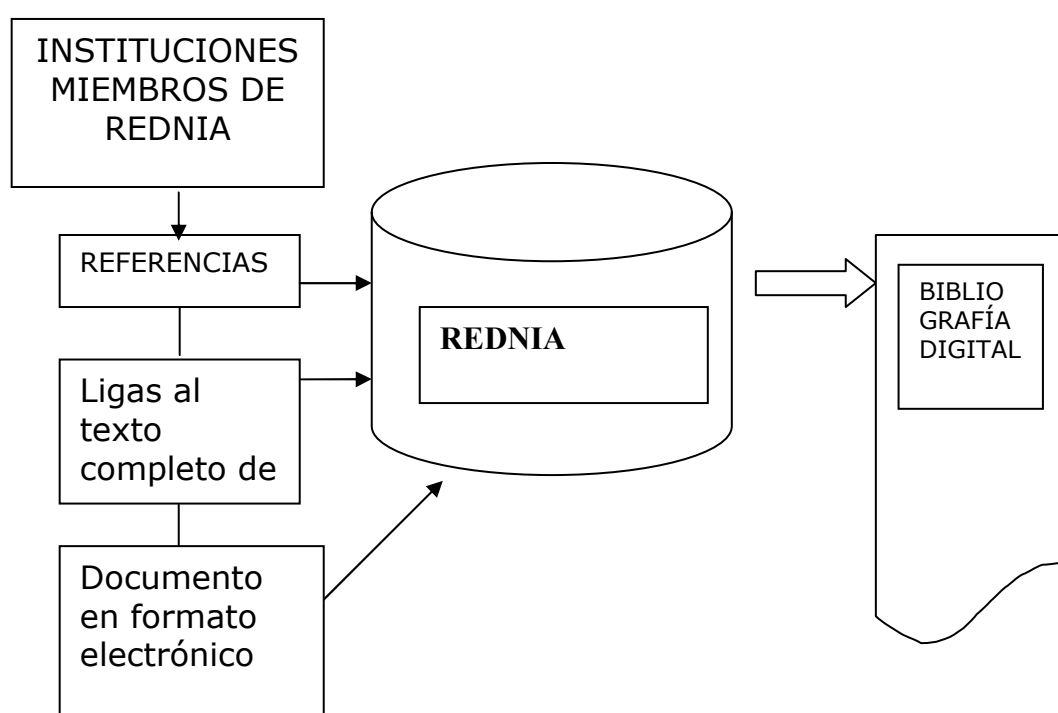 INSTITUCIONES
MIEMBROS DE
REDNIA
REFERENCIAS
Ligas al
texto
completo de
Documento
en formato
electrónico
REDNIA
BIBLIO
GRAFÍA
DIGITAL